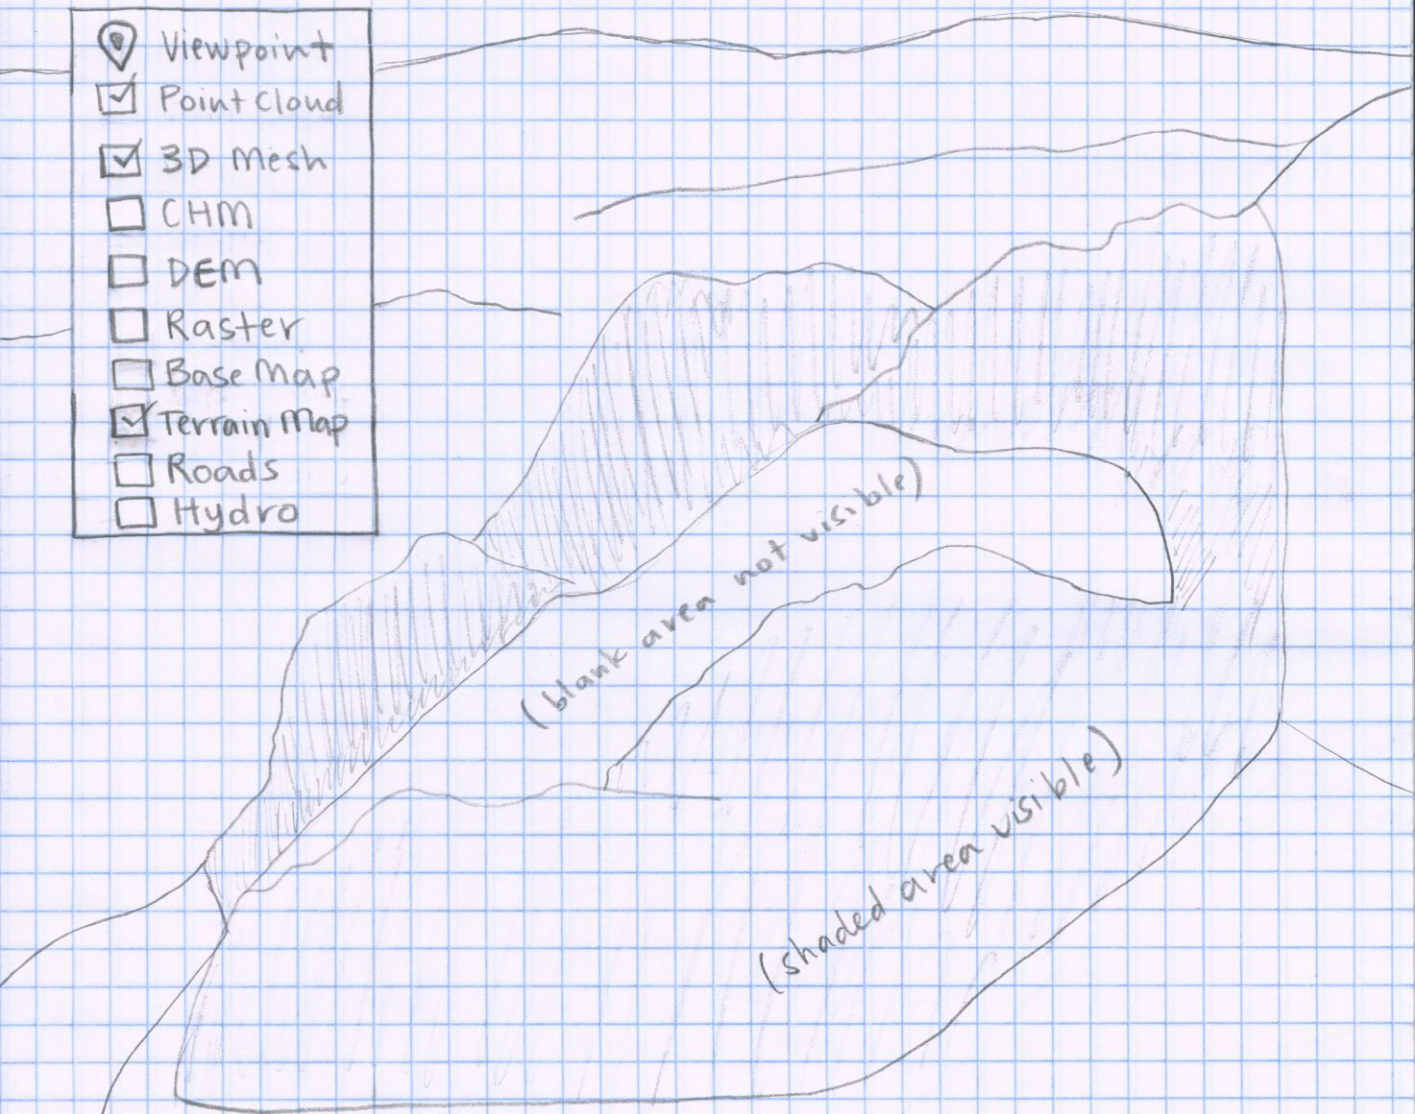 Viewpoint
Point Cloud
3D Mesh
CHM
DEM
Raster
Base Map
Terrain Map
Roads
Hydro
(blank area not visible)
(shaded area visible)